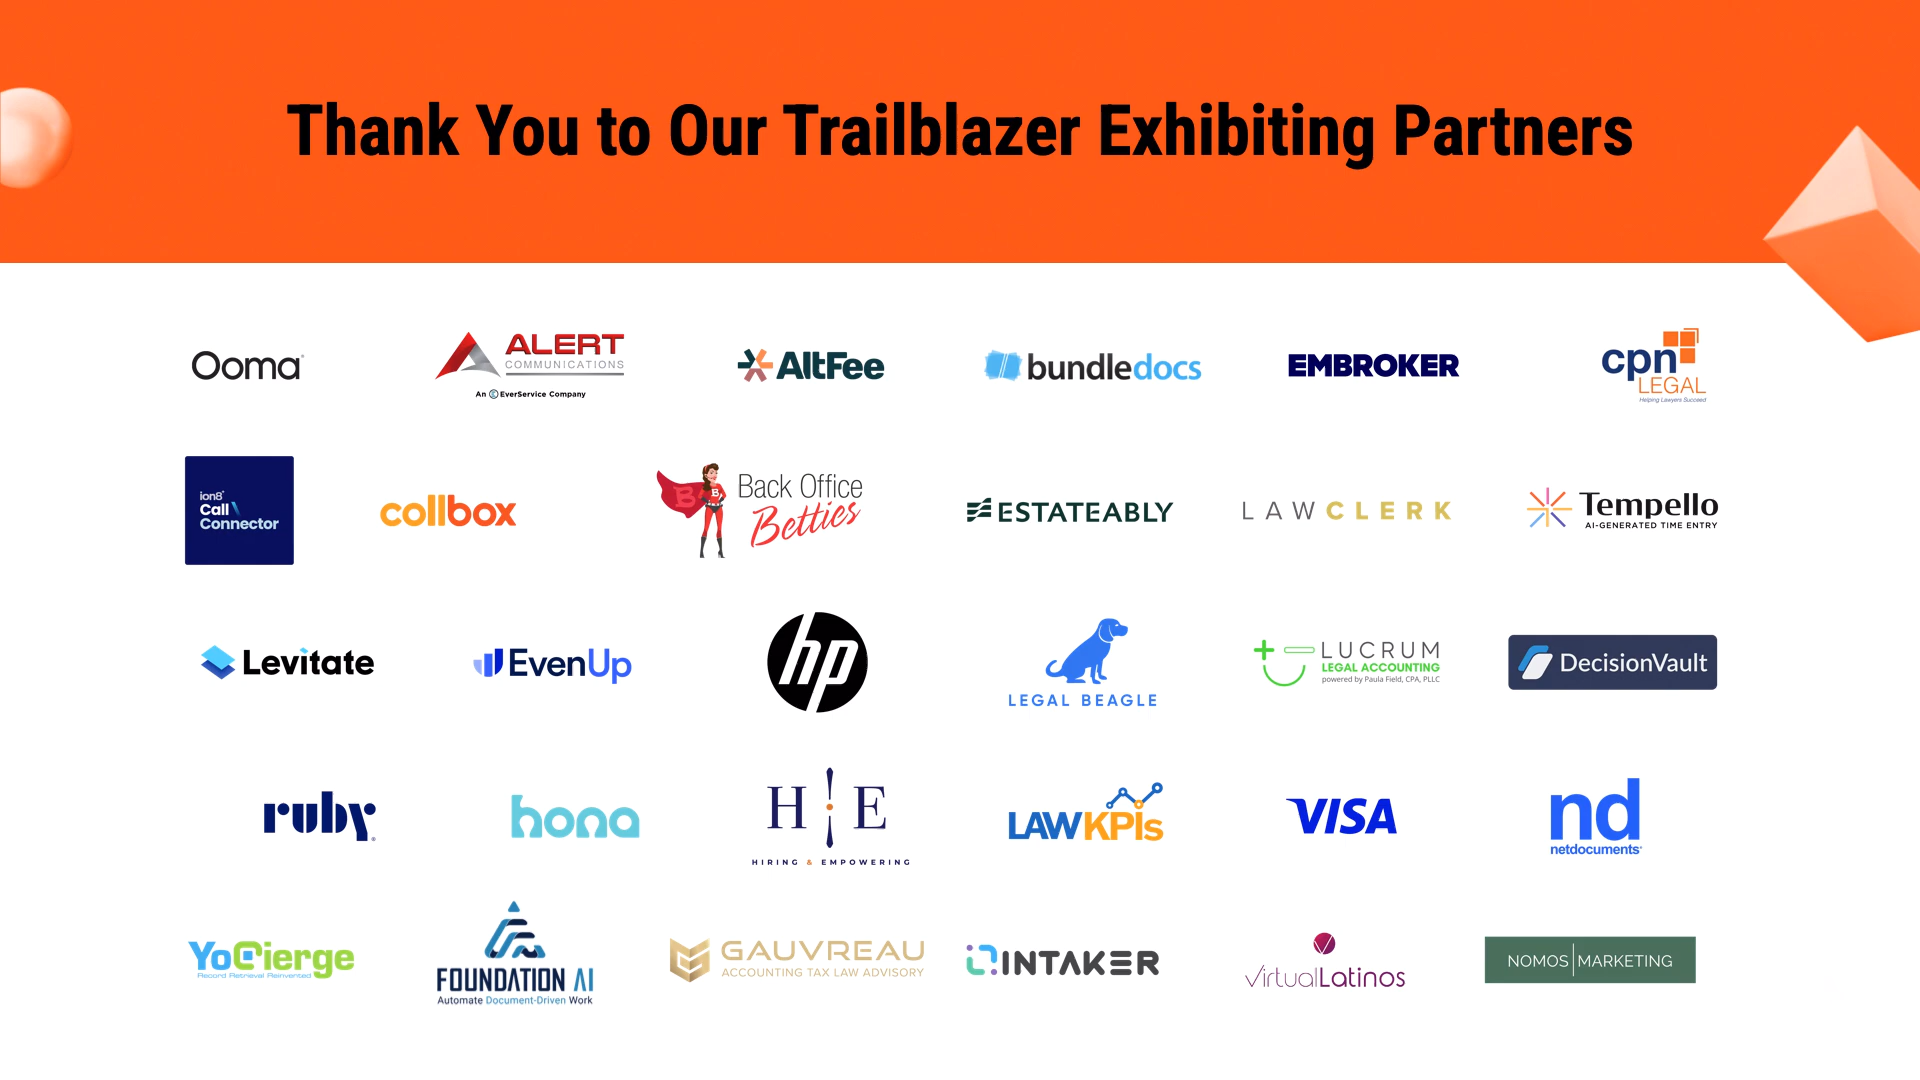 Thank You to Our Trailblazer Exhibiting Partners
Ooma
ALERT
COMMUNICATIONS
An EverService Company
AltFee
bundledocs
EMBROKER
cpn
LEGAL
Helping Lawyers Succeed
ion8
Call
Connector
collbox
B
B
Back Office
Betties
ESTATEABLY
LAWCLERK
Tempello
AI-GENERATED TIME ENTRY
Levitate
EvenUp
hp
LEGAL BEAGLE
LUCRUM
LEGAL ACCOUNTING
powered by Paula Field, CPA, PLLC
DecisionVault
ruby
hona
H E
HIRING & EMPOWERING
LAWKPIs
VISA
nd
netdocuments
YoCierge
Record Retrieval Reinvented
FOUNDATION AI
Automate Document-Driven Work
GAUVREAU
ACCOUNTING TAX LAW ADVISORY
INTAKER
VirtualLatinos
NOMOS MARKETING